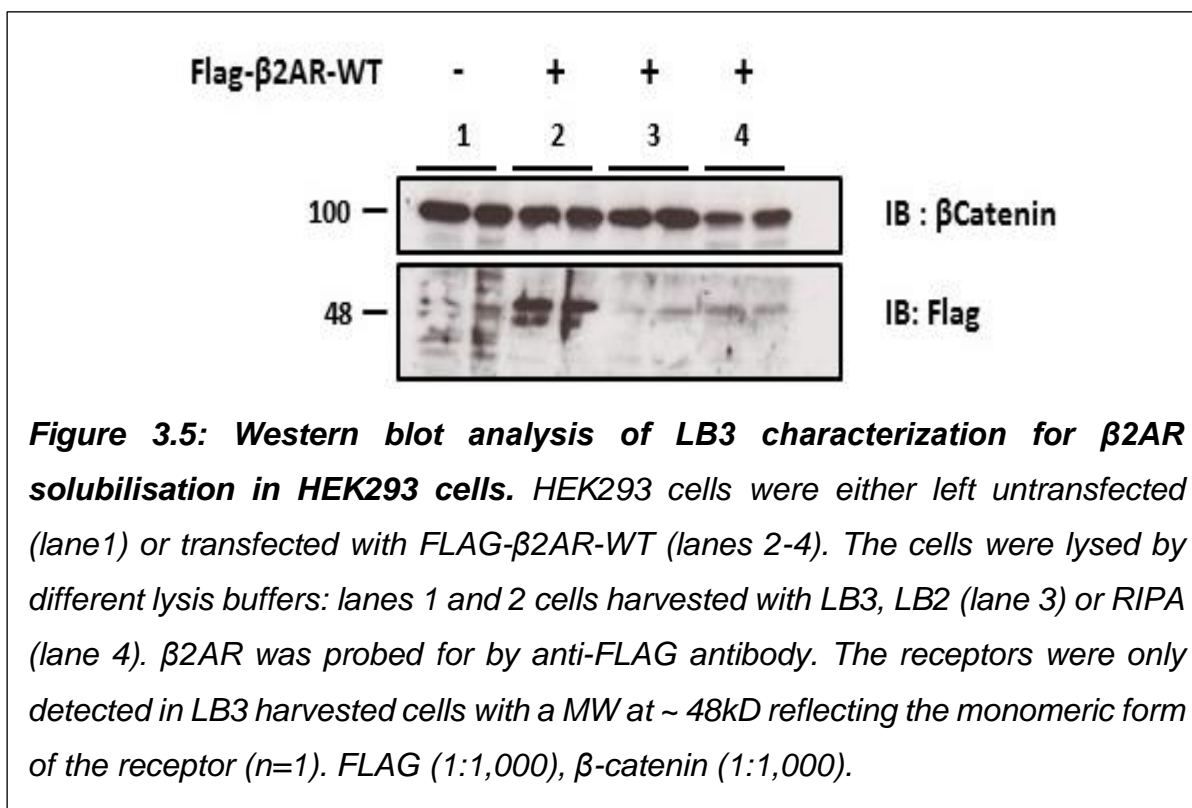 Flag-β2AR-WT - + + +
1 2 3 4
100 IB : βCatenin
48 IB: Flag
Figure 3.5: Western blot analysis of LB3 characterization for β2AR
solubilisation in HEK293 cells. HEK293 cells were either left untransfected
(lane1) or transfected with FLAG-β2AR-WT (lanes 2-4). The cells were lysed by
different lysis buffers: lanes 1 and 2 cells harvested with LB3, LB2 (lane 3) or RIPA
(lane 4). β2AR was probed for by anti-FLAG antibody. The receptors were only
detected in LB3 harvested cells with a MW at ~ 48kD reflecting the monomeric form
of the receptor (n=1). FLAG (1:1,000), β-catenin (1:1,000).